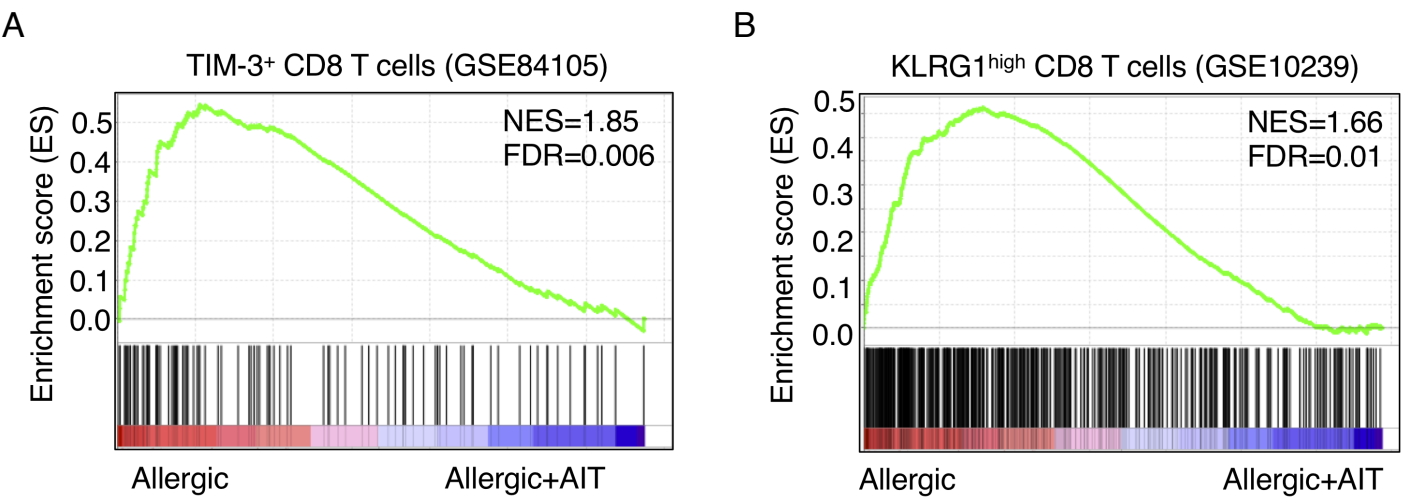 A
TIM-3⁺ CD8 T cells (GSE84105)
Enrichment score (ES)
0.5
0.4
0.3
0.2
0.1
0.0
NES=1.85
FDR=0.006
Allergic
Allergic+AIT
B
KLRG1ʰⁱᵍʰ CD8 T cells (GSE10239)
Enrichment score (ES)
0.5
0.4
0.3
0.2
0.1
0.0
NES=1.66
FDR=0.01
Allergic
Allergic+AIT